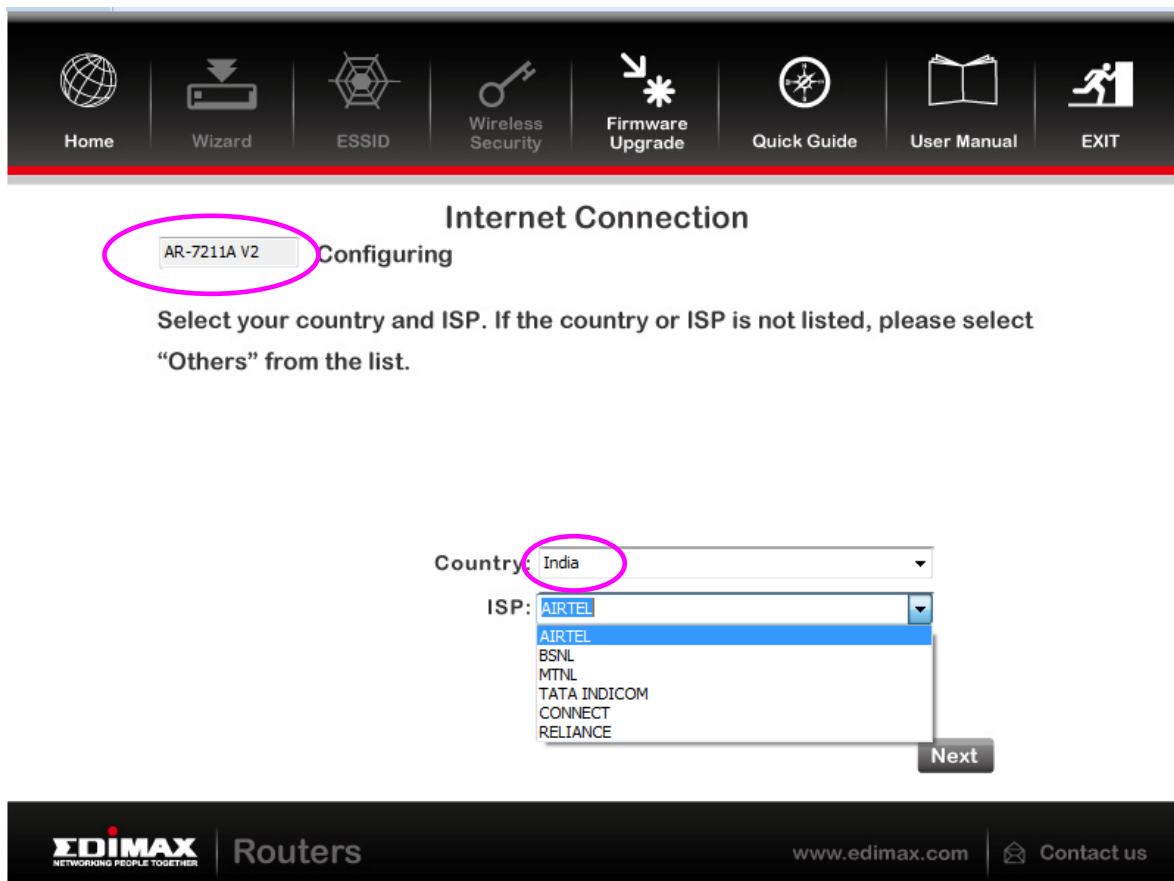 Home
Wizard
ESSID
Wireless
Security
Firmware
Upgrade
Quick Guide
User Manual
EXIT
Internet Connection
AR-7211A V2 Configuring
Select your country and ISP. If the country or ISP is not listed, please select
“Others” from the list.
Country: India
ISP: AIRTEL
AIRTEL
BSNL
MTNL
TATA INDICOM
CONNECT
RELIANCE
Next
EDIMAX
NETWORKING PEOPLE TOGETHER
Routers
www.edimax.com
Contact us